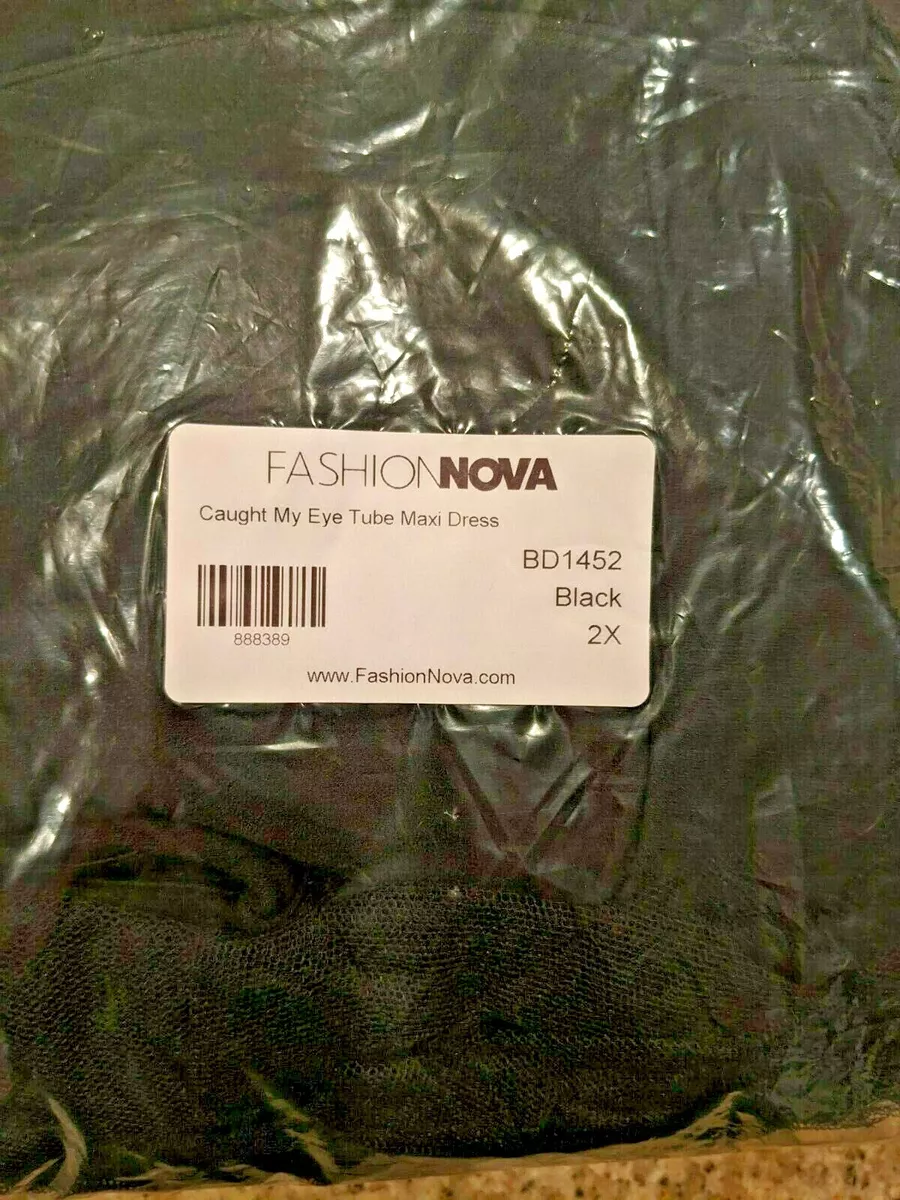 FASHIONNOVA
Caught My Eye Tube Maxi Dress
BD1452
Black
888389
2X
www.FashionNova.com